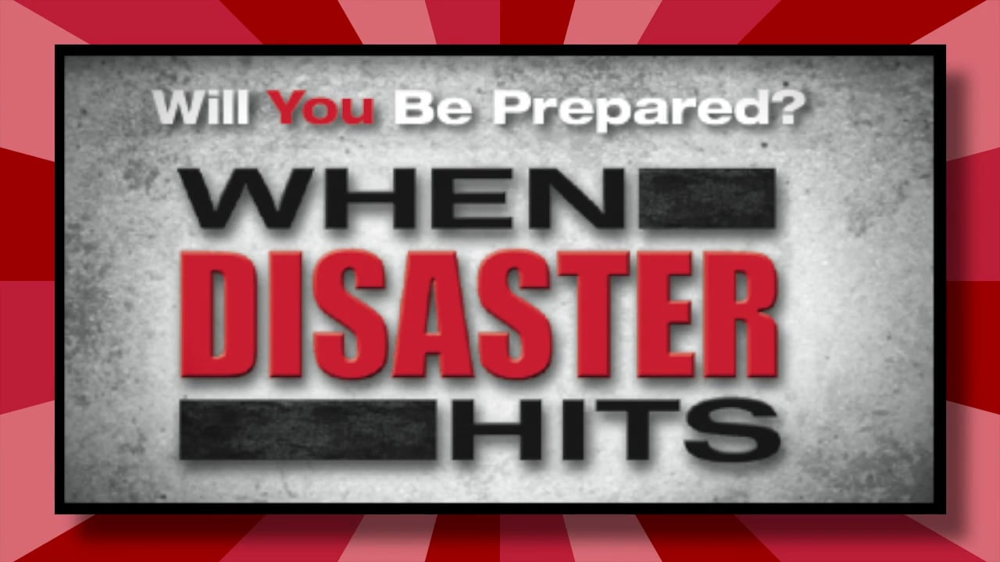 Will You Be Prepared?
WHEN
DISASTER
HITS